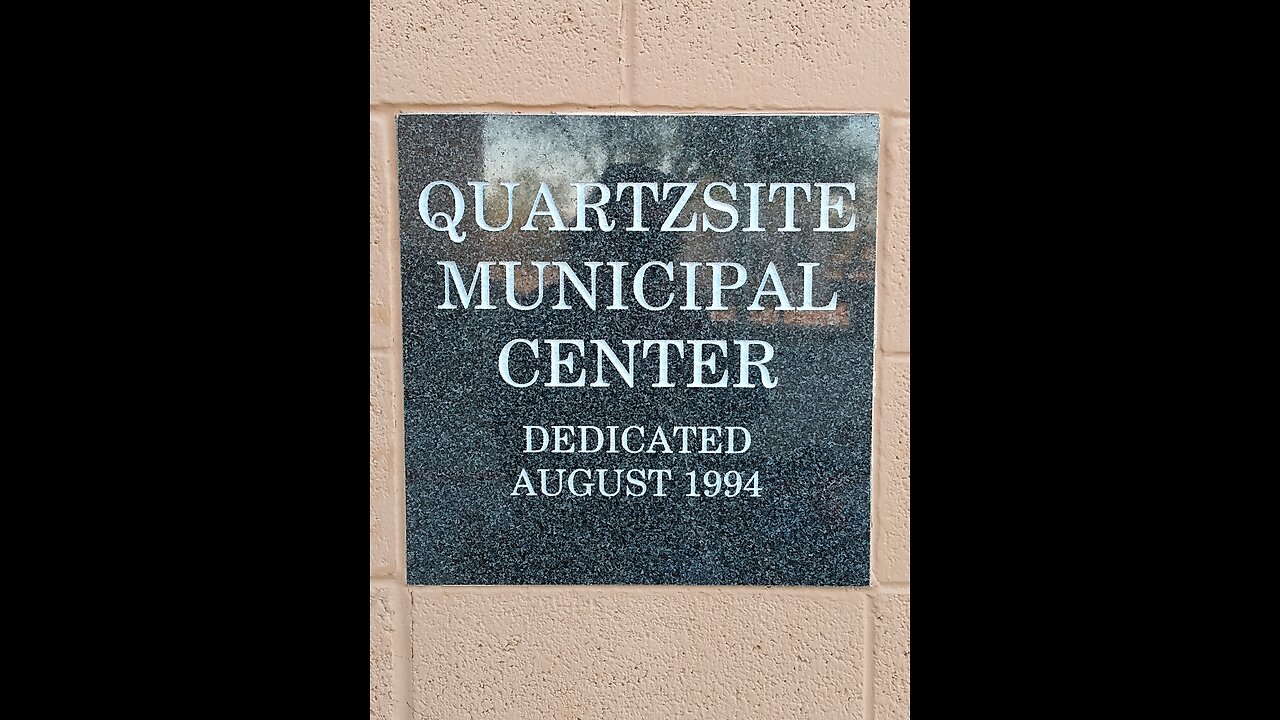 QUARTZSITE
MUNICIPAL
CENTER
DEDICATED
AUGUST 1994